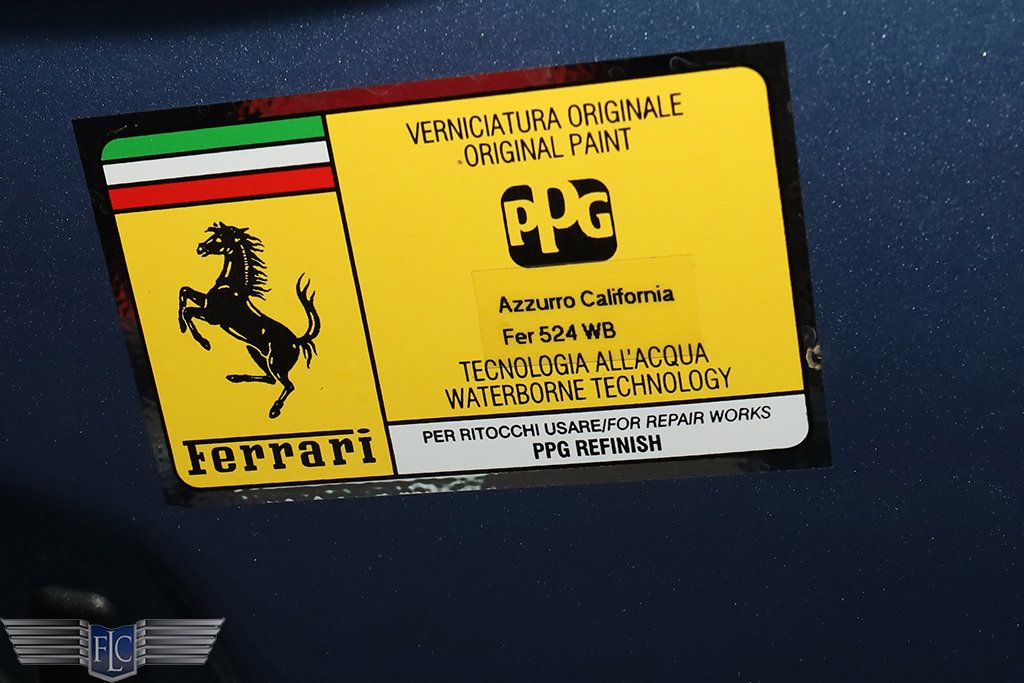 VERNICIATURA ORIGINALE
ORIGINAL PAINT
PPG
Azzurro California
Fer 524 WB
TECNOLOGIA ALL'ACQUA
WATERBORNE TECHNOLOGY
PER RITOCCHI USARE/FOR REPAIR WORKS
PPG REFINISH
Ferrari
FLC